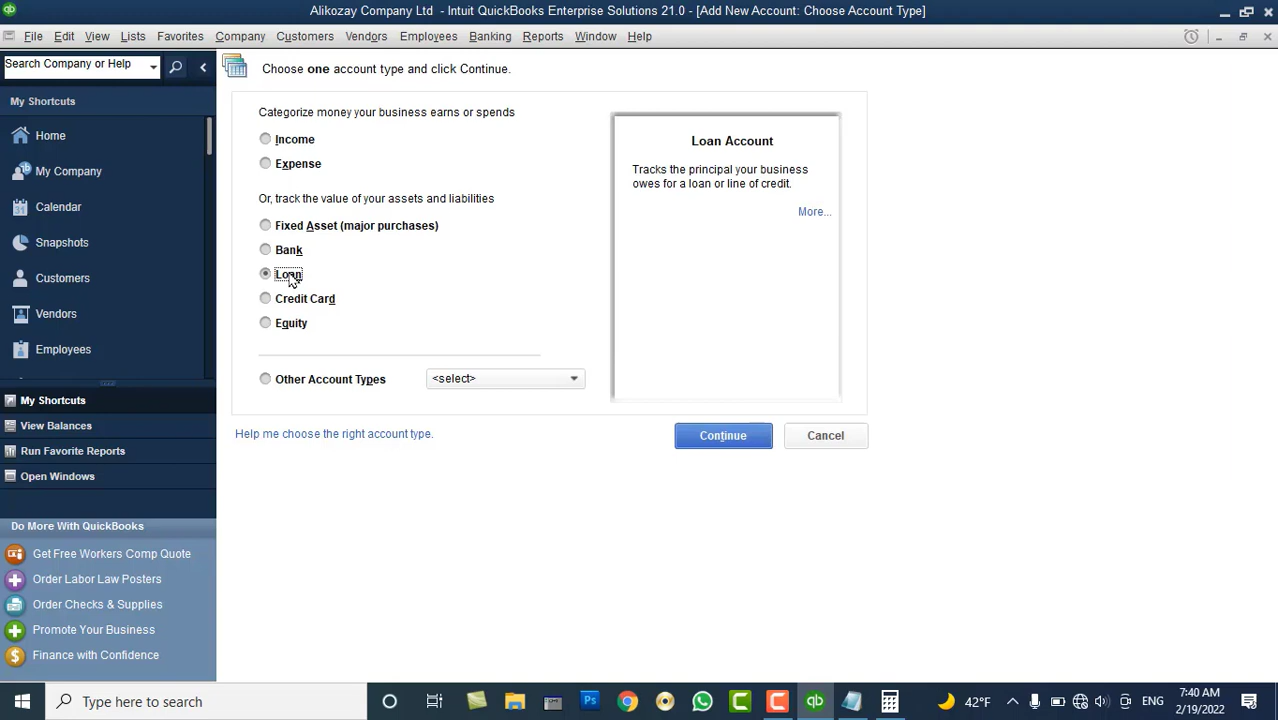 Alikozay Company Ltd - Intuit QuickBooks Enterprise Solutions 21.0 - [Add New Account: Choose Account Type]
File Edit View Lists Favorites Company Customers Vendors Employees Banking Reports Window Help
Search Company or Help
My Shortcuts
Home
My Company
Calendar
Snapshots
Customers
Vendors
Employees
My Shortcuts
View Balances
Run Favorite Reports
Open Windows
Do More With QuickBooks
Get Free Workers Comp Quote
Order Labor Law Posters
Order Checks & Supplies
Promote Your Business
Finance with Confidence
Choose one account type and click Continue.
Categorize money your business earns or spends
Income
Expense
Or, track the value of your assets and liabilities
Fixed Asset (major purchases)
Bank
Loan
Credit Card
Equity
Other Account Types
<select>
Loan Account
Tracks the principal your business
owes for a loan or line of credit.
More...
Help me choose the right account type.
Continue
Cancel
Type here to search
42°F
ENG
7:40 AM
2/19/2022